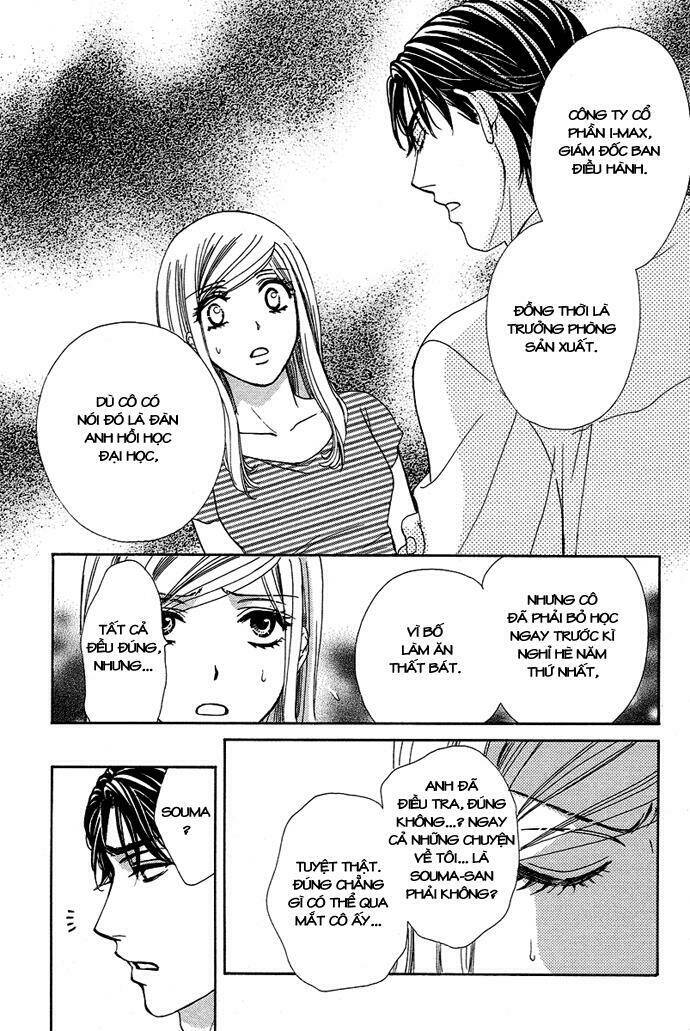 CÔNG TY CỔ
PHẦN I-MAX,
GIÁM ĐỐC BAN
ĐIỀU HÀNH.
ĐỒNG THỜI LÀ
TRƯỞNG PHÒNG
SẢN XUẤT.
DÙ CÔ CÓ
NÓI ĐÓ LÀ ĐÀN
ANH HỒI HỌC
ĐẠI HỌC,
NHƯNG CÔ
ĐÃ PHẢI BỎ HỌC
NGAY TRƯỚC KÌ
NGHỈ HÈ NĂM
THỨ NHẤT,
VÌ BỐ
LÀM ĂN
THẤT BÁT.
TẤT CẢ
ĐỀU ĐÚNG,
NHƯNG...
ANH ĐÃ
ĐIỀU TRA, ĐÚNG
KHÔNG...? NGAY
CẢ NHỮNG CHUYỆN
VỀ TÔI... LÀ
SOUMA-SAN
PHẢI KHÔNG?
TUYỆT THẬT.
ĐÚNG CHẲNG
GÌ CÓ THỂ QUA
MẮT CÔ ẤY...
SOUMA
?